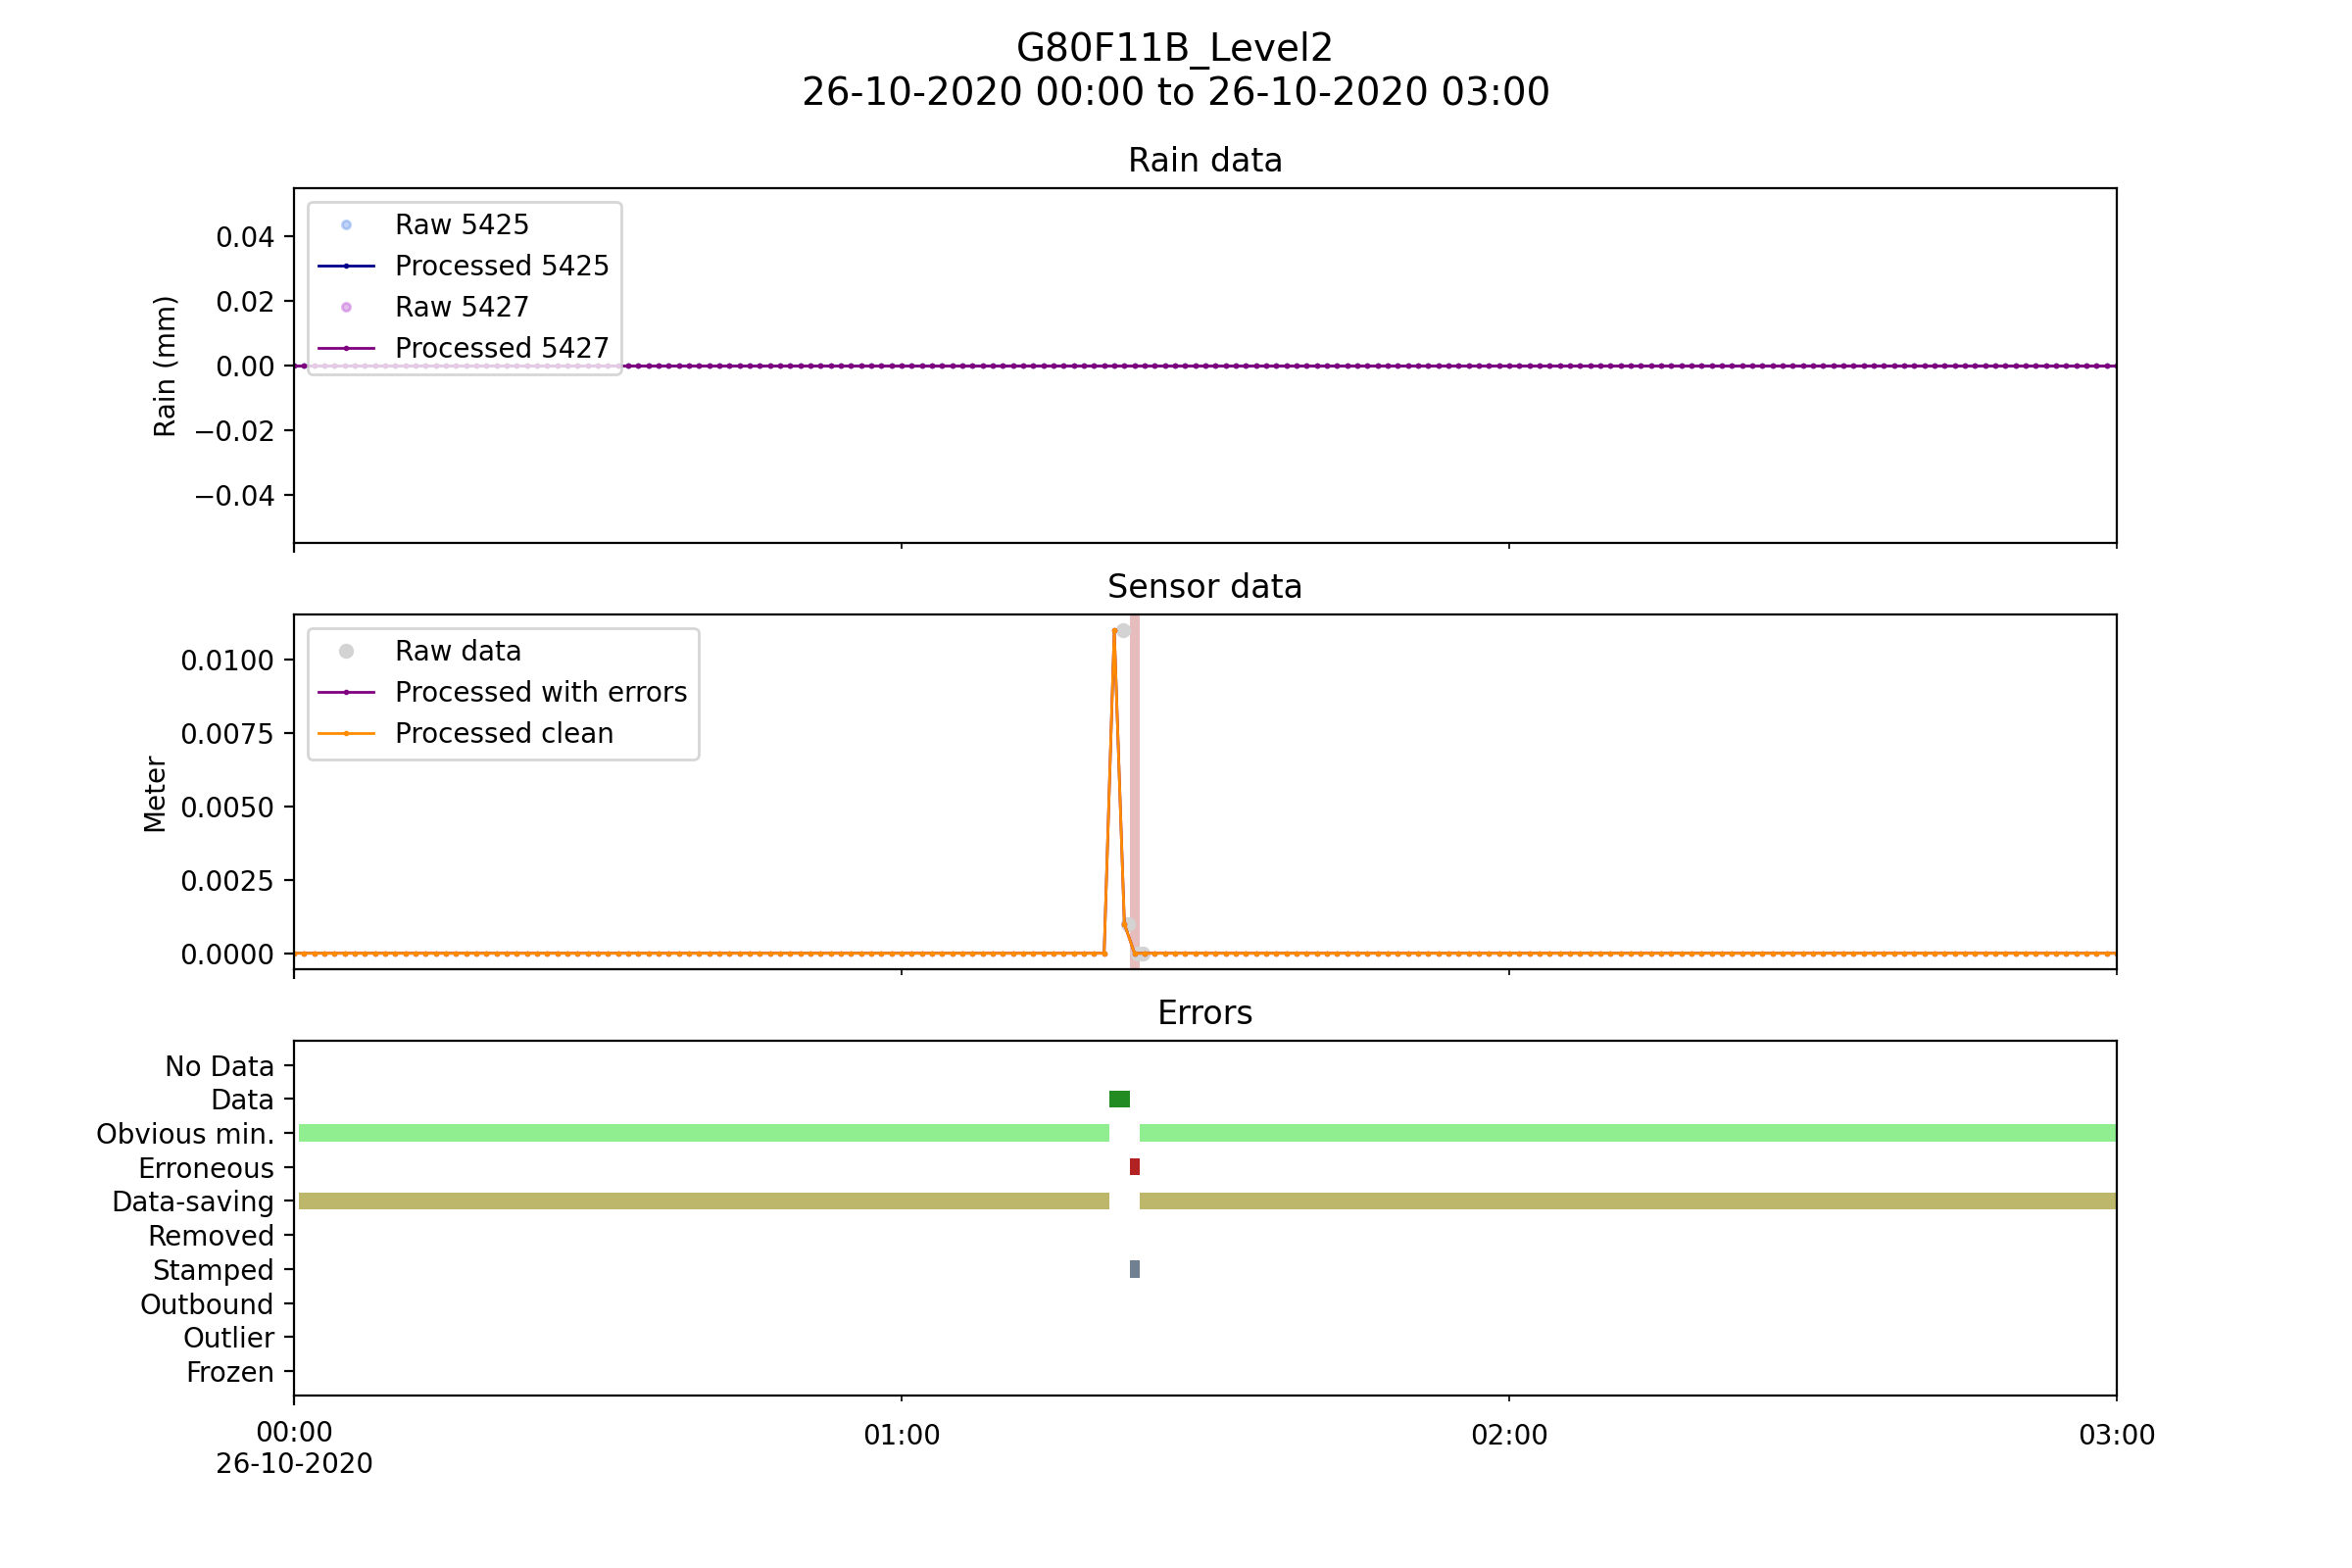 G80F11B_Level2
26-10-2020 00:00 to 26-10-2020 03:00
Rain data
Rain (mm)
0.04
0.02
0.00
−0.02
−0.04
Raw 5425
Processed 5425
Raw 5427
Processed 5427
Sensor data
Meter
0.0100
0.0075
0.0050
0.0025
0.0000
Raw data
Processed with errors
Processed clean
Errors
No Data
Data
Obvious min.
Erroneous
Data-saving
Removed
Stamped
Outbound
Outlier
Frozen
00:00 01:00 02:00 03:00
26-10-2020